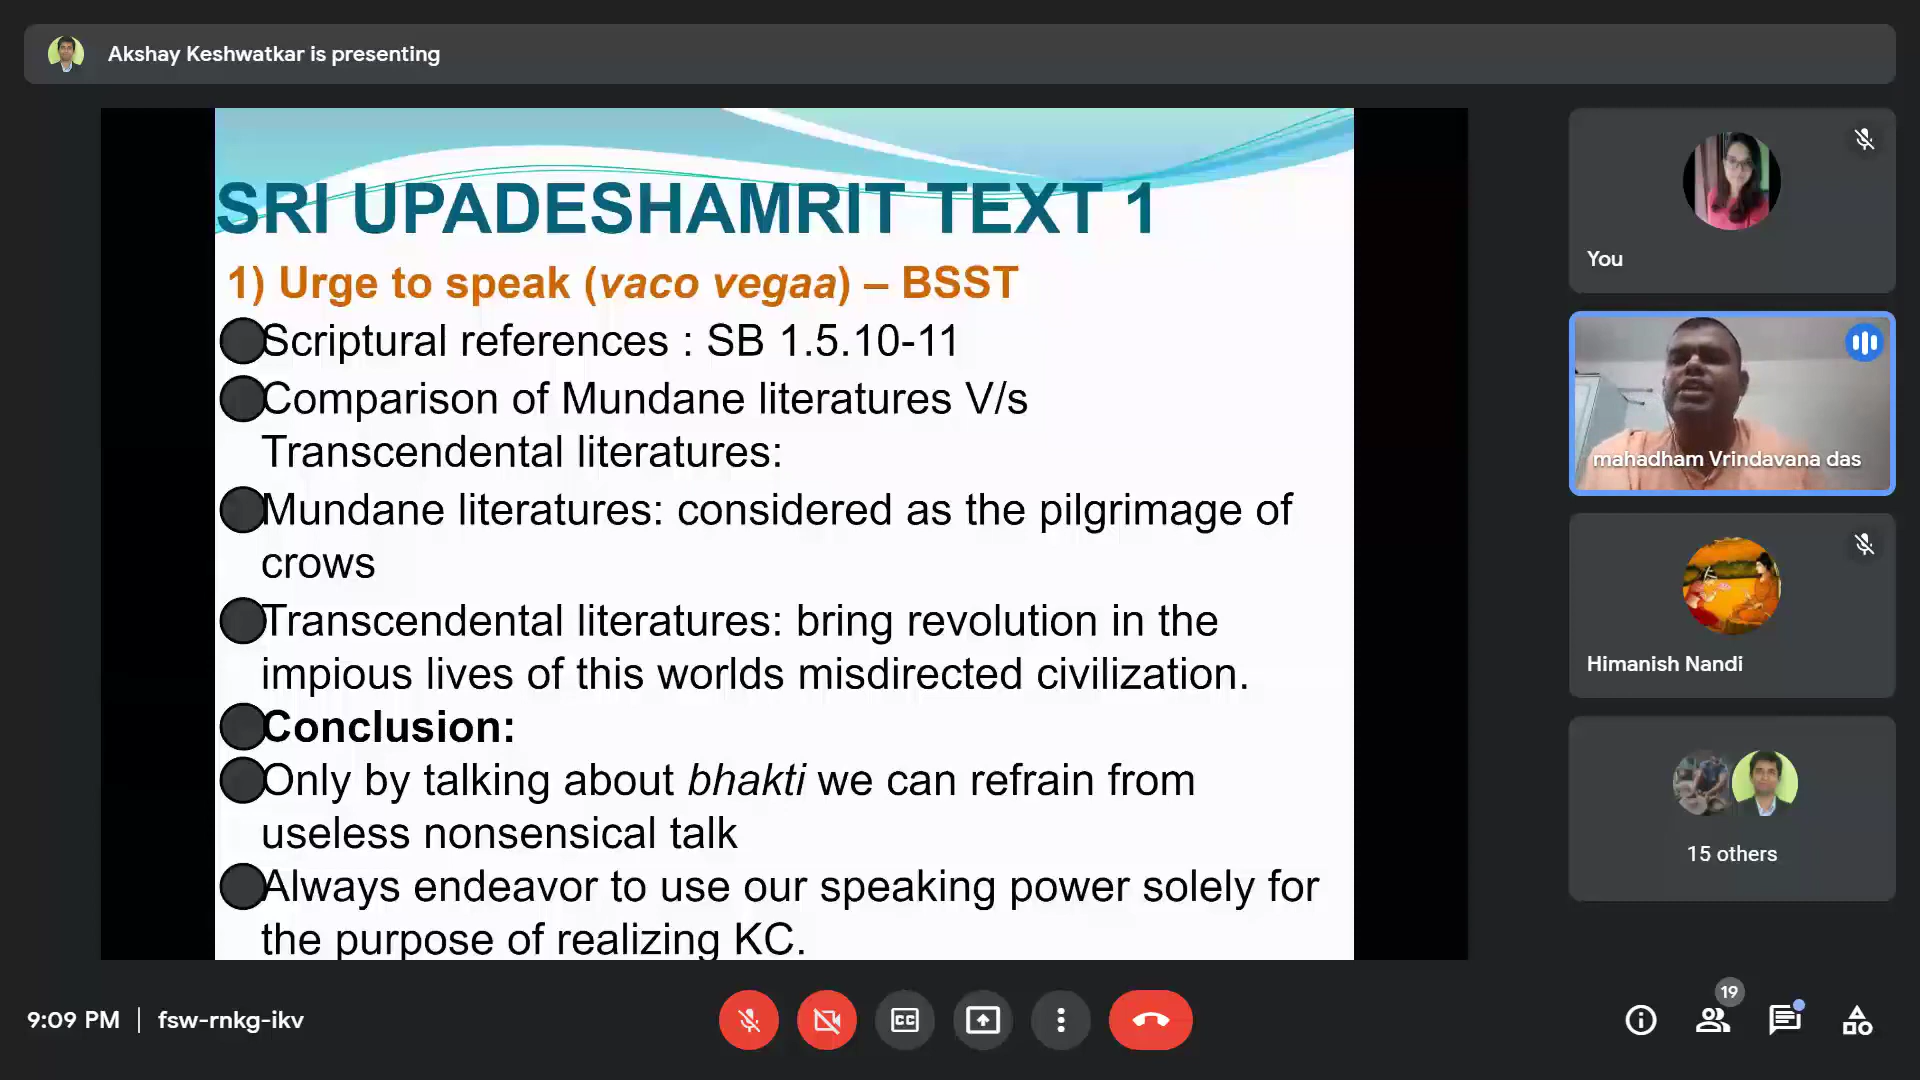 Akshay Keshwatkar is presenting
SRI UPADESHAMRIT TEXT 1
1) Urge to speak (vaco vegaa) – BSST
Scriptural references : SB 1.5.10-11
Comparison of Mundane literatures V/s
Transcendental literatures:
Mundane literatures: considered as the pilgrimage of
crows
Transcendental literatures: bring revolution in the
impious lives of this worlds misdirected civilization.
Conclusion:
Only by talking about bhakti we can refrain from
useless nonsensical talk
Always endeavor to use our speaking power solely for
the purpose of realizing KC.
You
mahadham Vrindavana das
Himanish Nandi
15 others
9:09 PM | fsw-rnkg-ikv
CC
19